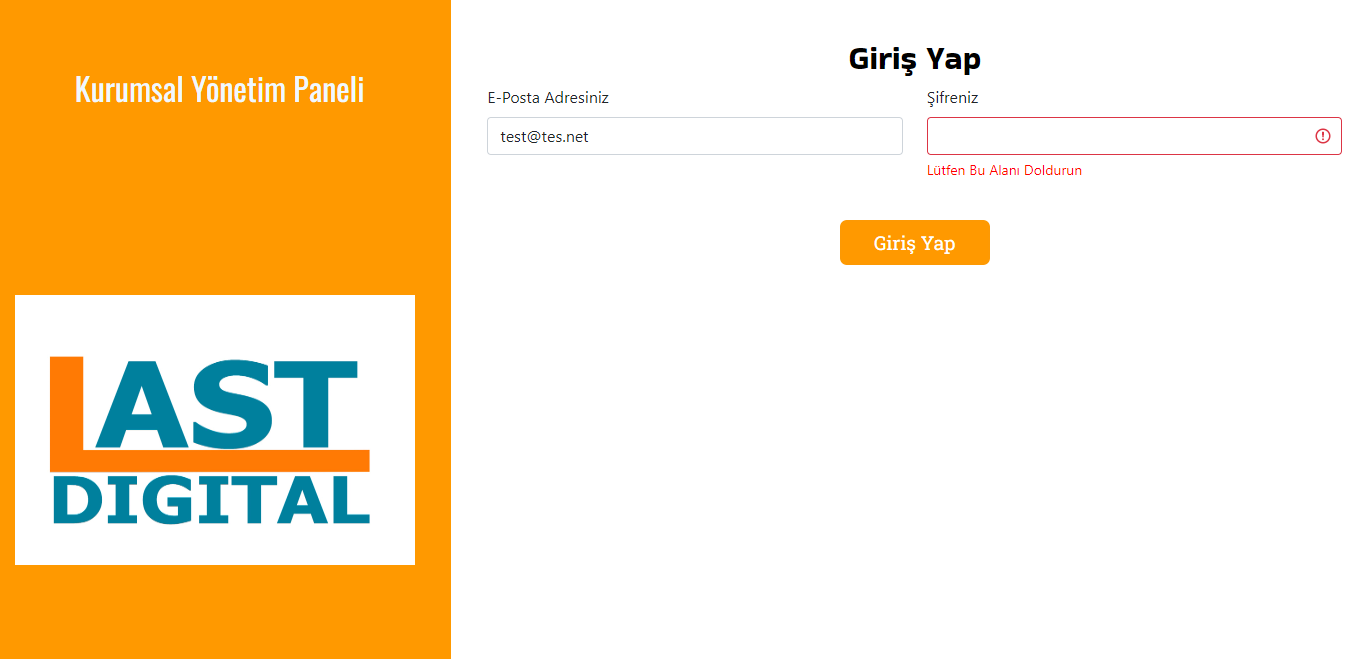 Kurumsal Yönetim Paneli
LAST
DIGITAL
Giriş Yap
E-Posta Adresiniz
test@tes.net
Şifreniz
Lütfen Bu Alanı Doldurun
Giriş Yap